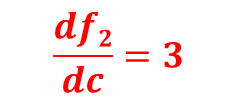 df₂/dc = 3